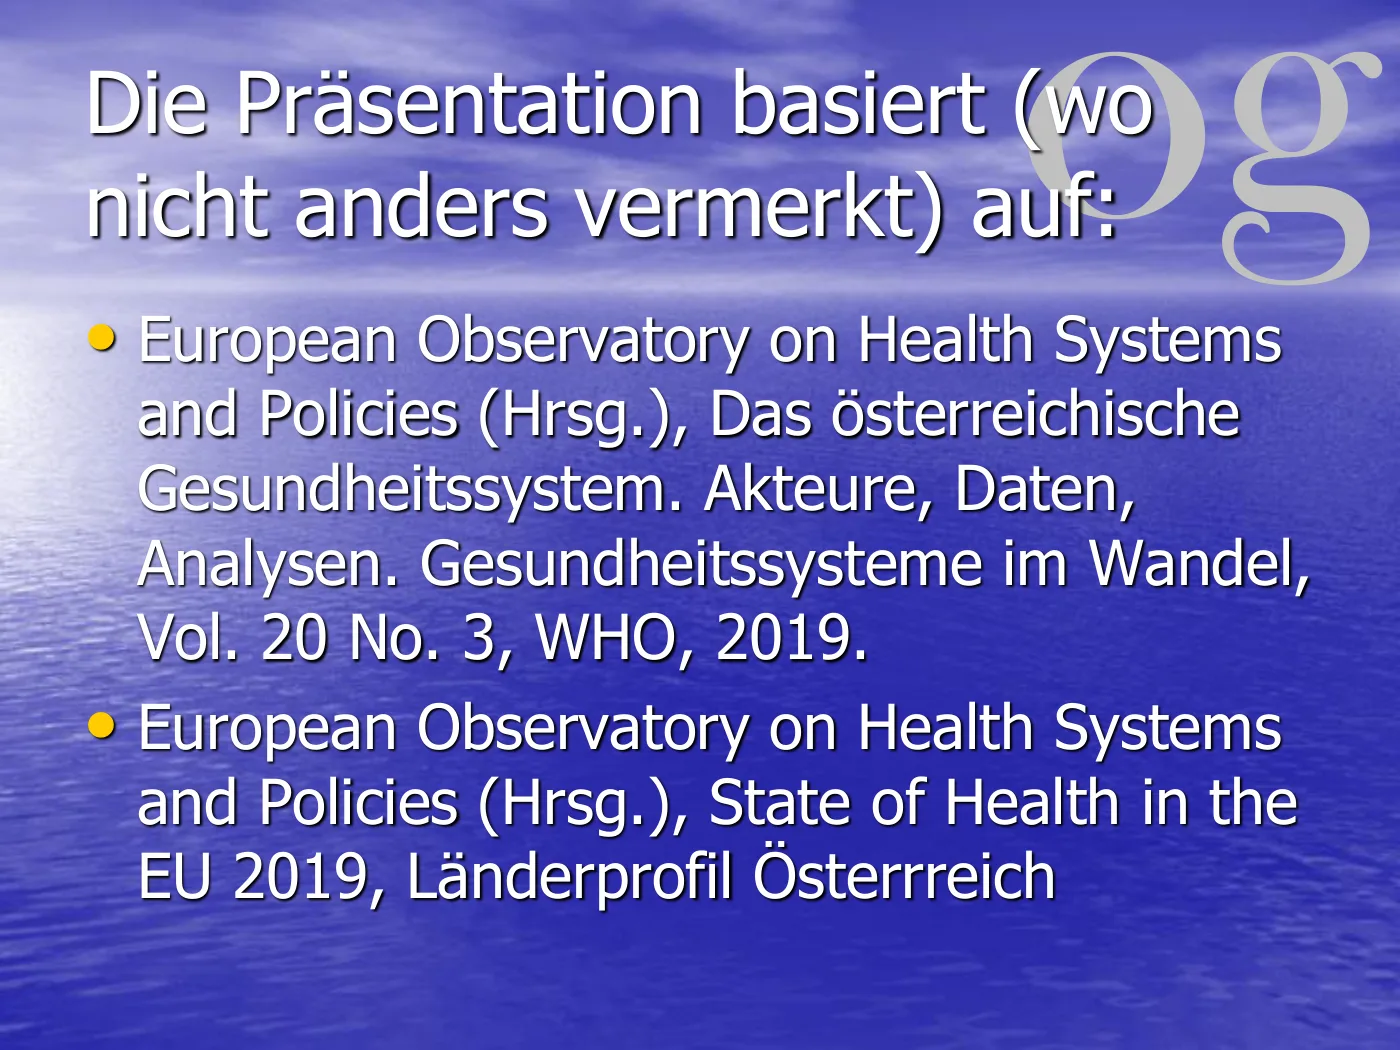 Die Präsentation basiert (wo
nicht anders vermerkt) auf:
og
• European Observatory on Health Systems
and Policies (Hrsg.), Das österreichische
Gesundheitssystem. Akteure, Daten,
Analysen. Gesundheitssysteme im Wandel,
Vol. 20 No. 3, WHO, 2019.
• European Observatory on Health Systems
and Policies (Hrsg.), State of Health in the
EU 2019, Länderprofil Österrreich